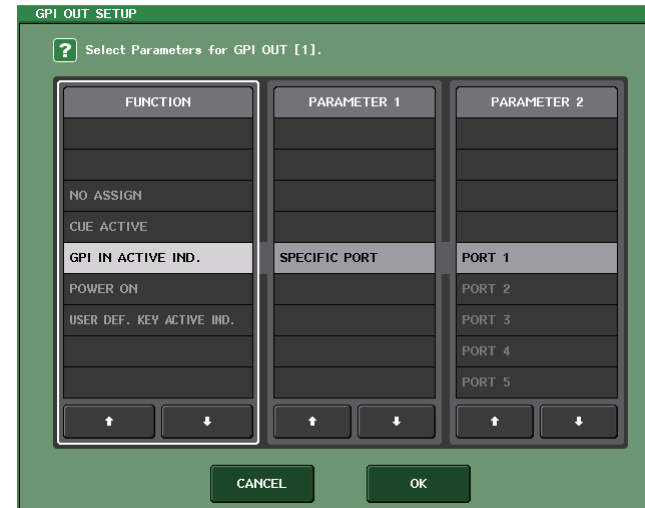 GPI OUT SETUP
? Select Parameters for GPI OUT [1].
FUNCTION
NO ASSIGN
CUE ACTIVE
GPI IN ACTIVE IND.
POWER ON
USER DEF. KEY ACTIVE IND.
PARAMETER 1
SPECIFIC PORT
PARAMETER 2
PORT 1
PORT 2
PORT 3
PORT 4
PORT 5
CANCEL
OK